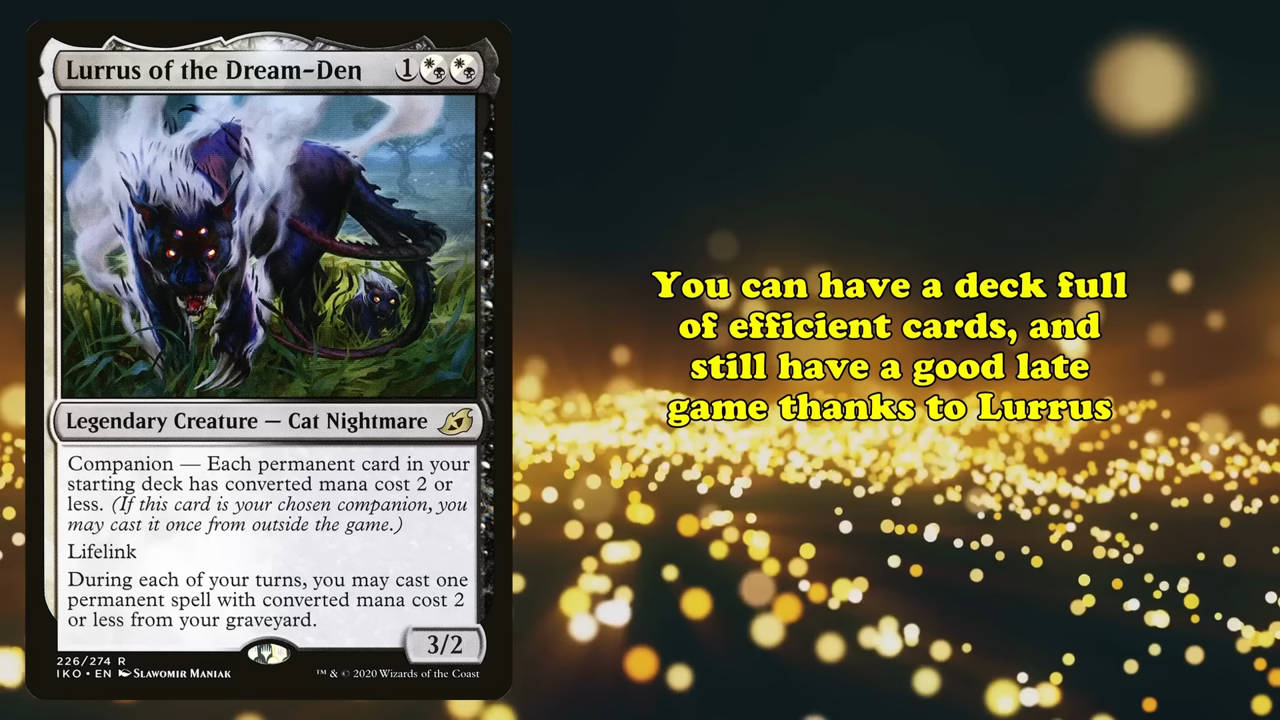 Lurrus of the Dream-Den 1
Legendary Creature — Cat Nightmare
Companion — Each permanent card in your
starting deck has converted mana cost 2 or
less. (If this card is your chosen companion, you
may cast it once from outside the game.)
Lifelink
During each of your turns, you may cast one
permanent spell with converted mana cost 2
or less from your graveyard.
3/2
226/274 R
IKO • EN Slawomir Maniak
™ & © 2020 Wizards of the Coast
You can have a deck full
of efficient cards, and
still have a good late
game thanks to Lurrus